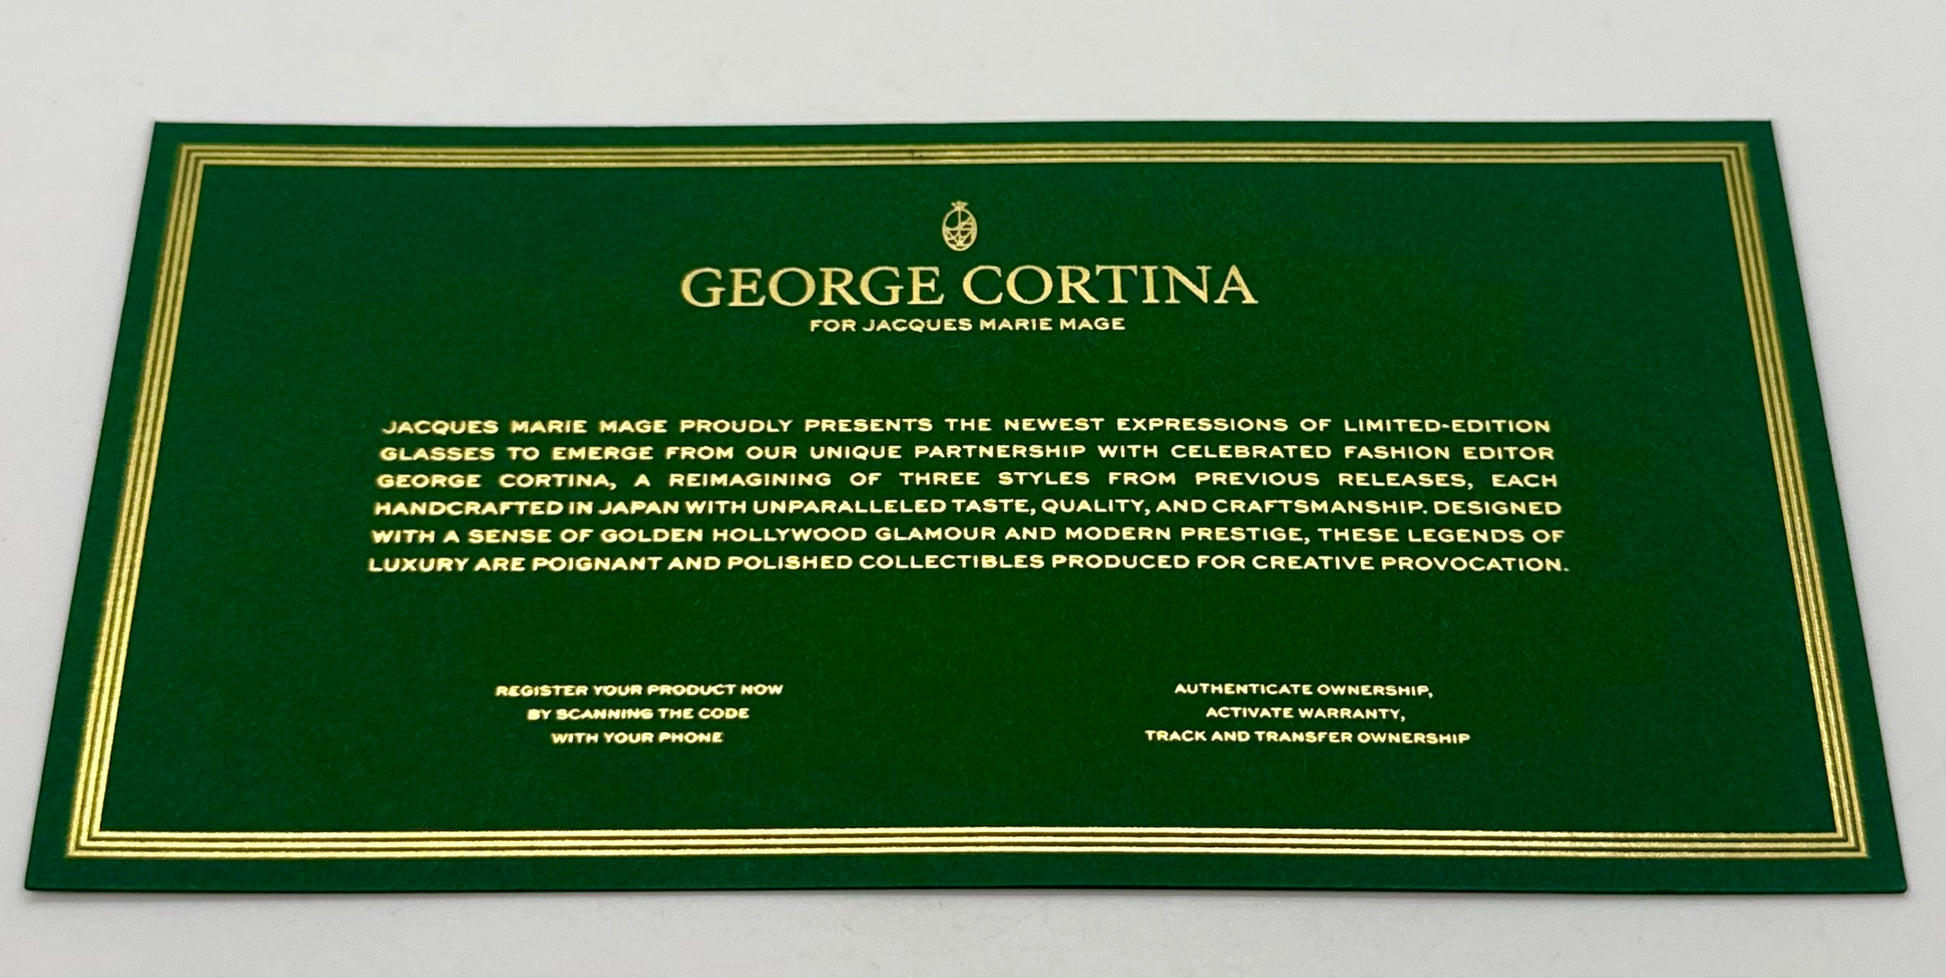 GEORGE CORTINA
FOR JACQUES MARIE MAGE
JACQUES MARIE MAGE PROUDLY PRESENTS THE NEWEST EXPRESSIONS OF LIMITED-EDITION
GLASSES TO EMERGE FROM OUR UNIQUE PARTNERSHIP WITH CELEBRATED FASHION EDITOR
GEORGE CORTINA, A REIMAGINING OF THREE STYLES FROM PREVIOUS RELEASES, EACH
HANDCRAFTED IN JAPAN WITH UNPARALLELED TASTE, QUALITY, AND CRAFTSMANSHIP. DESIGNED
WITH A SENSE OF GOLDEN HOLLYWOOD GLAMOUR AND MODERN PRESTIGE, THESE LEGENDS OF
LUXURY ARE POIGNANT AND POLISHED COLLECTIBLES PRODUCED FOR CREATIVE PROVOCATION.
REGISTER YOUR PRODUCT NOW
BY SCANNING THE CODE
WITH YOUR PHONE
AUTHENTICATE OWNERSHIP,
ACTIVATE WARRANTY,
TRACK AND TRANSFER OWNERSHIP